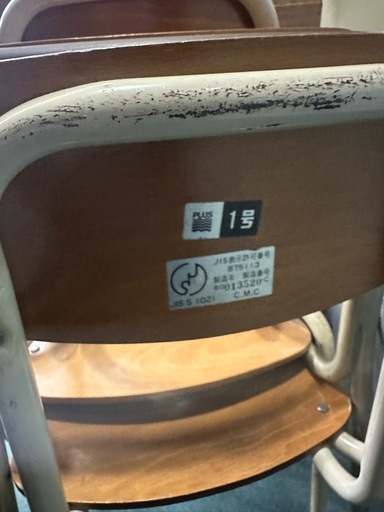 PLUS
1号
JIS表示許可番号
875113
製造年 製造番号
013520
JIS S 1021
C.M.C